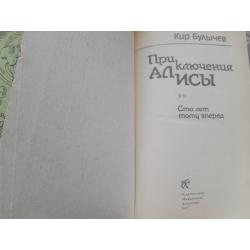 Кир Булычев
При
ключения
АЛИСЫ
Сто лет
тому вперед